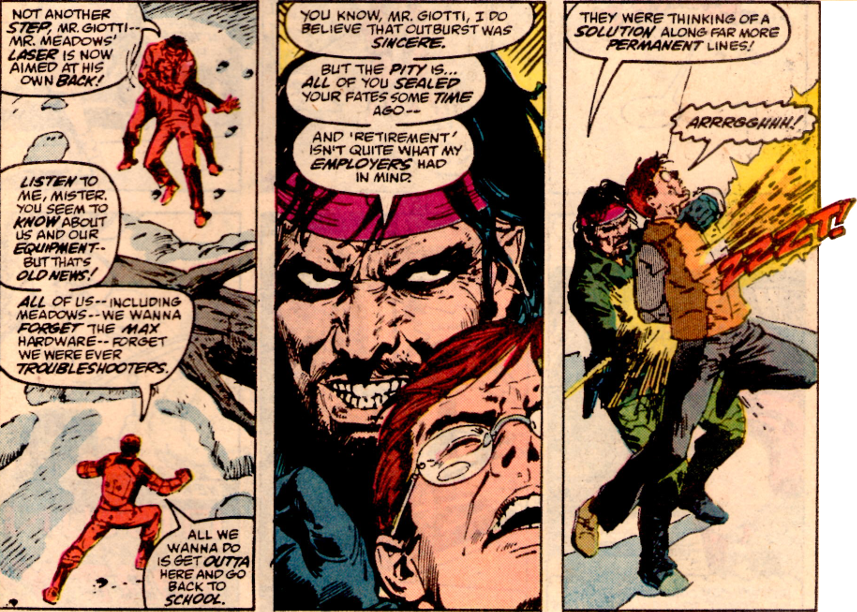 NOT ANOTHER
STEP, MR. GIOTTI--
MR. MEADOWS'
LASER IS NOW
AIMED AT HIS
OWN BACK!
LISTEN TO
ME, MISTER.
YOU SEEM TO
KNOW ABOUT
US AND OUR
EQUIPMENT--
BUT THAT'S
OLD NEWS!
ALL OF US--INCLUDING
MEADOWS--WE WANNA
FORGET THE MAX
HARDWARE--FORGET
WE WERE EVER
TROUBLESHOOTERS.
ALL WE
WANNA DO
IS GET OUTTA
HERE AND GO
BACK TO
SCHOOL.
YOU KNOW, MR. GIOTTI, I DO
BELIEVE THAT OUTBURST WAS
SINCERE.
BUT THE PITY IS...
ALL OF YOU SEALED
YOUR FATES SOME TIME
AGO--
AND 'RETIREMENT'
ISN'T QUITE WHAT MY
EMPLOYERS HAD
IN MIND.
THEY WERE THINKING OF A
SOLUTION ALONG FAR MORE
PERMANENT LINES!
ARRRGGHHH!
ZZZZT!